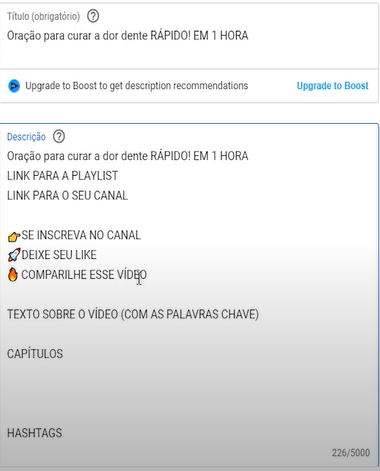 Título (obrigatório)
Oração para curar a dor dente RÁPIDO! EM 1 HORA
Upgrade to Boost to get description recommendations Upgrade to Boost
Descrição
Oração para curar a dor dente RÁPIDO! EM 1 HORA
LINK PARA A PLAYLIST
LINK PARA O SEU CANAL
👉SE INSCREVA NO CANAL
🚀DEIXE SEU LIKE
🔥 COMPARILHE ESSE VÍDEO
TEXTO SOBRE O VÍDEO (COM AS PALAVRAS CHAVE)
CAPÍTULOS
HASHTAGS
226/5000